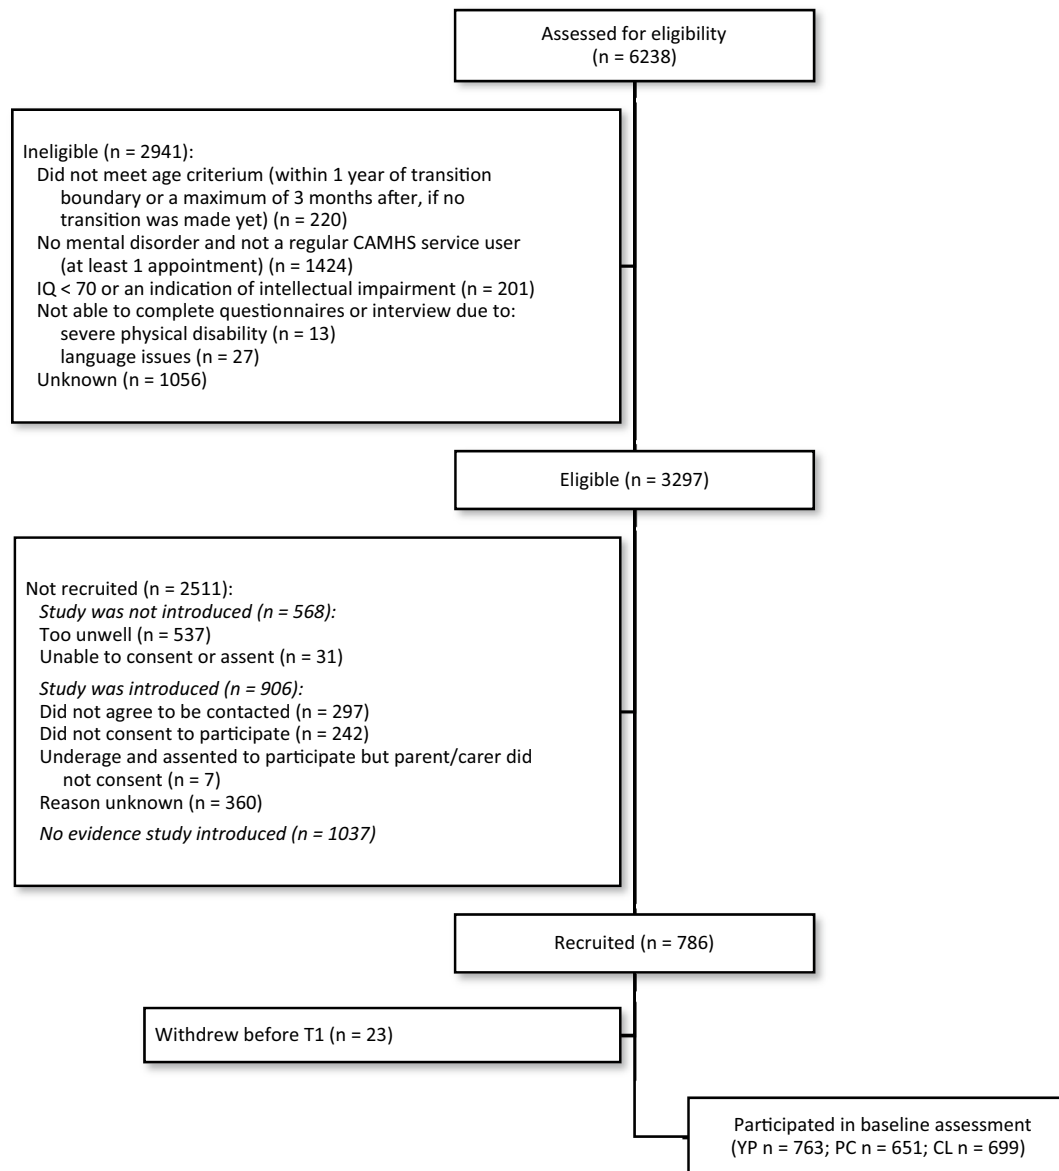 Assessed for eligibility
(n = 6238)
Ineligible (n = 2941):
Did not meet age criterium (within 1 year of transition
boundary or a maximum of 3 months after, if no
transition was made yet) (n = 220)
No mental disorder and not a regular CAMHS service user
(at least 1 appointment) (n = 1424)
IQ < 70 or an indication of intellectual impairment (n = 201)
Not able to complete questionnaires or interview due to:
severe physical disability (n = 13)
language issues (n = 27)
Unknown (n = 1056)
Eligible (n = 3297)
Not recruited (n = 2511):
Study was not introduced (n = 568):
Too unwell (n = 537)
Unable to consent or assent (n = 31)
Study was introduced (n = 906):
Did not agree to be contacted (n = 297)
Did not consent to participate (n = 242)
Underage and assented to participate but parent/carer did
not consent (n = 7)
Reason unknown (n = 360)
No evidence study introduced (n = 1037)
Recruited (n = 786)
Withdrew before T1 (n = 23)
Participated in baseline assessment
(YP n = 763; PC n = 651; CL n = 699)